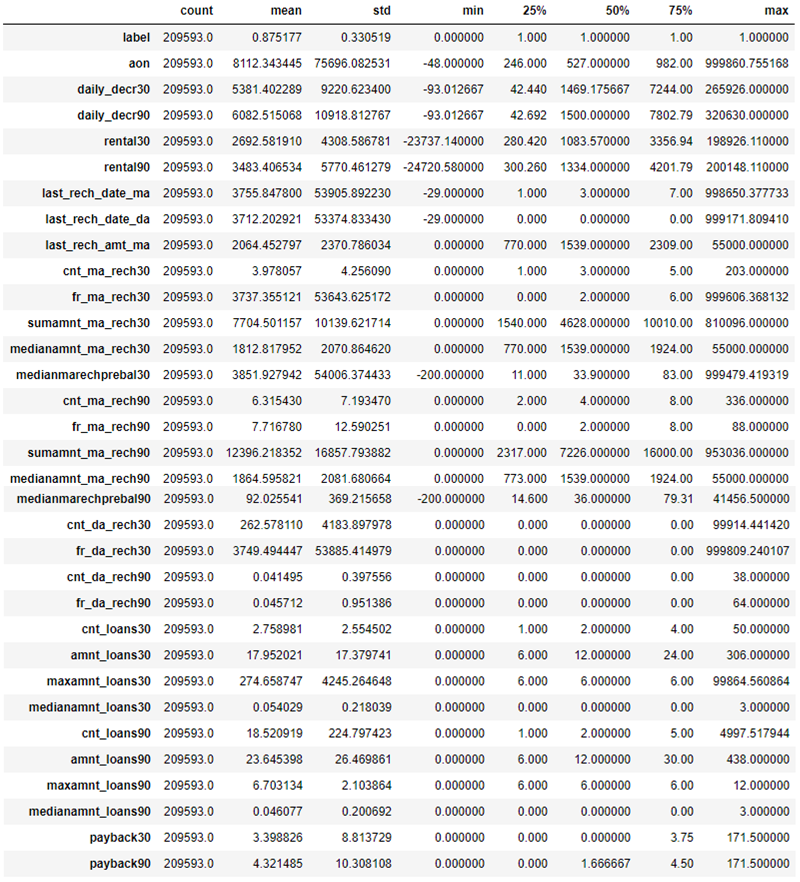 count mean std min 25% 50% 75% max
label 209593.0 0.875177 0.330519 0.000000 1.000 1.000000 1.00 1.000000
aon 209593.0 8112.343445 75696.082531 -48.000000 246.000 527.000000 982.00 999860.755168
daily_decr30 209593.0 5381.402289 9220.623400 -93.012667 42.440 1469.175667 7244.00 265926.000000
daily_decr90 209593.0 6082.515068 10918.812767 -93.012667 42.692 1500.000000 7802.79 320630.000000
rental30 209593.0 2692.581910 4308.586781 -23737.140000 280.420 1083.570000 3356.94 198926.110000
rental90 209593.0 3483.406534 5770.461279 -24720.580000 300.260 1334.000000 4201.79 200148.110000
last_rech_date_ma 209593.0 3755.847800 53905.892230 -29.000000 1.000 3.000000 7.00 998650.377733
last_rech_date_da 209593.0 3712.202921 53374.833430 -29.000000 0.000 0.000000 0.00 999171.809410
last_rech_amt_ma 209593.0 2064.452797 2370.786034 0.000000 770.000 1539.000000 2309.00 55000.000000
cnt_ma_rech30 209593.0 3.978057 4.256090 0.000000 1.000 3.000000 5.00 203.000000
fr_ma_rech30 209593.0 3737.355121 53643.625172 0.000000 0.000 2.000000 6.00 999606.368132
sumamnt_ma_rech30 209593.0 7704.501157 10139.621714 0.000000 1540.000 4628.000000 10010.00 810096.000000
medianamnt_ma_rech30 209593.0 1812.817952 2070.864620 0.000000 770.000 1539.000000 1924.00 55000.000000
medianmarechprebal30 209593.0 3851.927942 54006.374433 -200.000000 11.000 33.900000 83.00 999479.419319
cnt_ma_rech90 209593.0 6.315430 7.193470 0.000000 2.000 4.000000 8.00 336.000000
fr_ma_rech90 209593.0 7.716780 12.590251 0.000000 0.000 2.000000 8.00 88.000000
sumamnt_ma_rech90 209593.0 12396.218352 16857.793882 0.000000 2317.000 7226.000000 16000.00 953036.000000
medianamnt_ma_rech90 209593.0 1864.595821 2081.680664 0.000000 773.000 1539.000000 1924.00 55000.000000
medianmarechprebal90 209593.0 92.025541 369.215658 -200.000000 14.600 36.000000 79.31 41456.500000
cnt_da_rech30 209593.0 262.578110 4183.897978 0.000000 0.000 0.000000 0.00 99914.441420
fr_da_rech30 209593.0 3749.494447 53885.414979 0.000000 0.000 0.000000 0.00 999809.240107
cnt_da_rech90 209593.0 0.041495 0.397556 0.000000 0.000 0.000000 0.00 38.000000
fr_da_rech90 209593.0 0.045712 0.951386 0.000000 0.000 0.000000 0.00 64.000000
cnt_loans30 209593.0 2.758981 2.554502 0.000000 1.000 2.000000 4.00 50.000000
amnt_loans30 209593.0 17.952021 17.379741 0.000000 6.000 12.000000 24.00 306.000000
maxamnt_loans30 209593.0 274.658747 4245.264648 0.000000 6.000 6.000000 6.00 99864.560864
medianamnt_loans30 209593.0 0.054029 0.218039 0.000000 0.000 0.000000 0.00 3.000000
cnt_loans90 209593.0 18.520919 224.797423 0.000000 1.000 2.000000 5.00 4997.517944
amnt_loans90 209593.0 23.645398 26.469861 0.000000 6.000 12.000000 30.00 438.000000
maxamnt_loans90 209593.0 6.703134 2.103864 0.000000 6.000 6.000000 6.00 12.000000
medianamnt_loans90 209593.0 0.046077 0.200692 0.000000 0.000 0.000000 0.00 3.000000
payback30 209593.0 3.398826 8.813729 0.000000 0.000 0.000000 3.75 171.500000
payback90 209593.0 4.321485 10.308108 0.000000 0.000 1.666667 4.50 171.500000